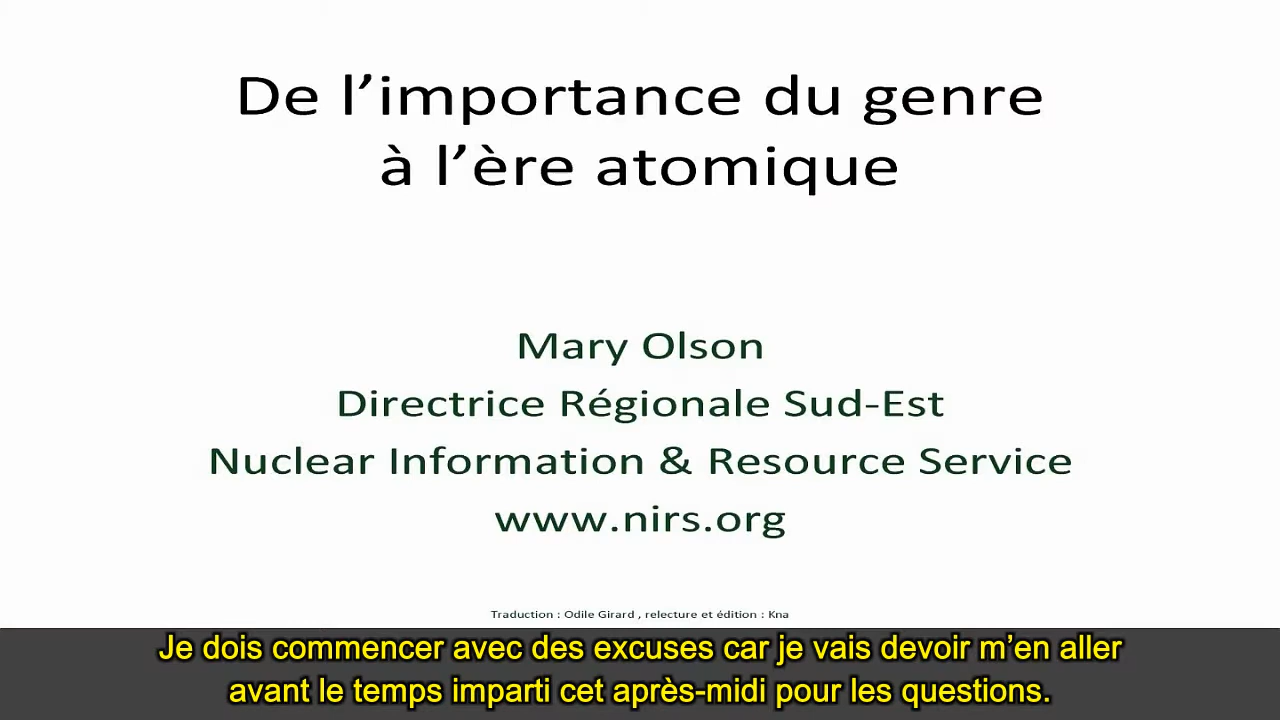 De l’importance du genre
à l’ère atomique
Mary Olson
Directrice Régionale Sud-Est
Nuclear Information & Resource Service
www.nirs.org
Traduction : Odile Girard , relecture et édition : Kna
Je dois commencer avec des excuses car je vais devoir m’en aller
avant le temps imparti cet après-midi pour les questions.